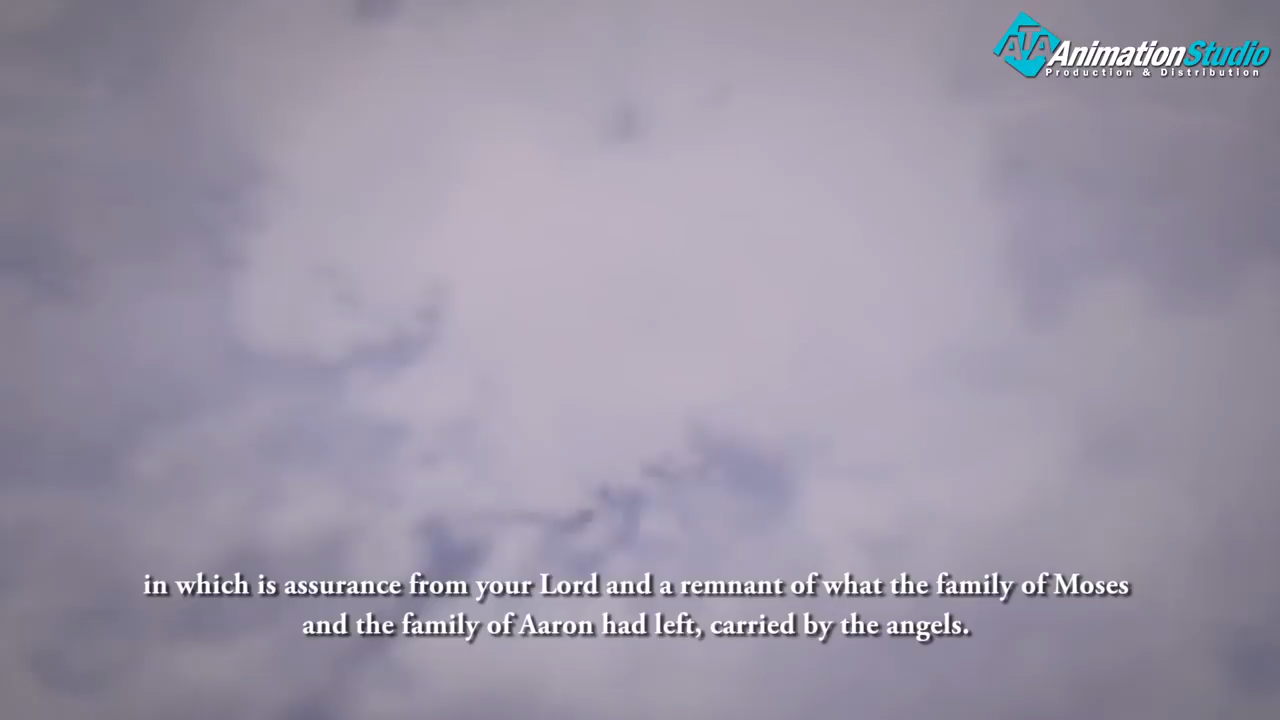 ATA AnimationStudio
Production & Distribution
in which is assurance from your Lord and a remnant of what the family of Moses
and the family of Aaron had left, carried by the angels.